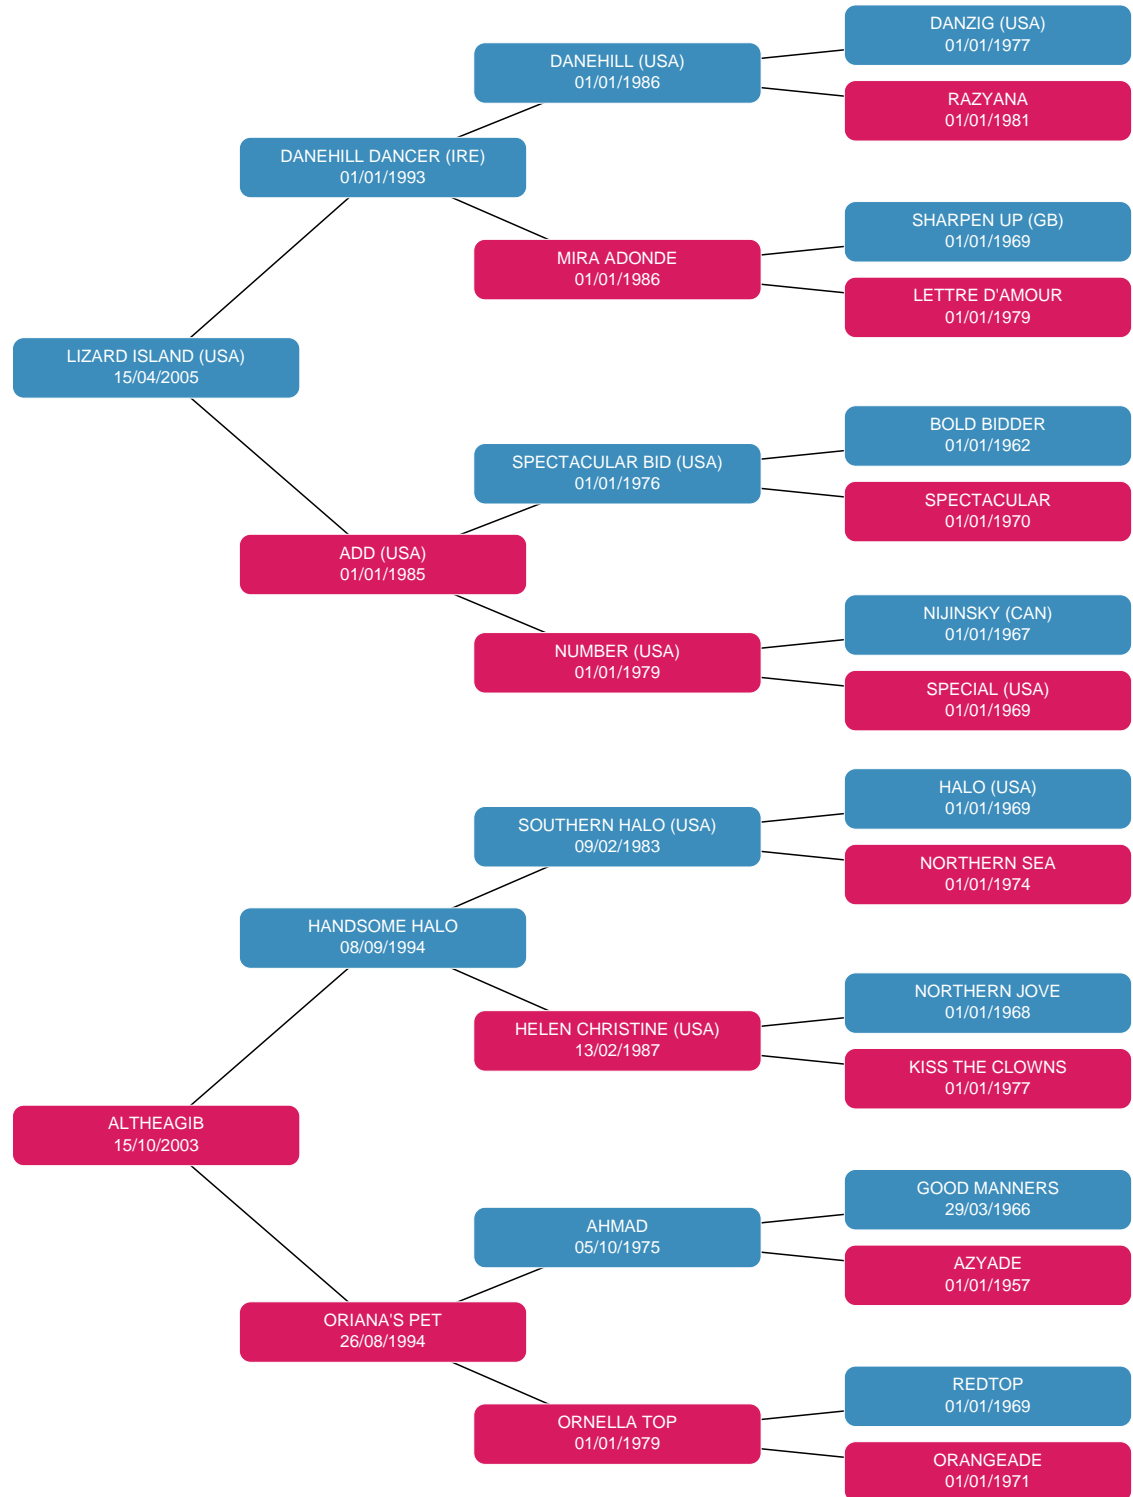 DANZIG (USA)
01/01/1977
DANEHILL (USA)
01/01/1986
RAZYANA
01/01/1981
DANEHILL DANCER (IRE)
01/01/1993
SHARPEN UP (GB)
01/01/1969
MIRA ADONDE
01/01/1986
LETTRE D'AMOUR
01/01/1979
LIZARD ISLAND (USA)
15/04/2005
BOLD BIDDER
01/01/1962
SPECTACULAR BID (USA)
01/01/1976
SPECTACULAR
01/01/1970
ADD (USA)
01/01/1985
NIJINSKY (CAN)
01/01/1967
NUMBER (USA)
01/01/1979
SPECIAL (USA)
01/01/1969
HALO (USA)
01/01/1969
SOUTHERN HALO (USA)
09/02/1983
NORTHERN SEA
01/01/1974
HANDSOME HALO
08/09/1994
NORTHERN JOVE
01/01/1968
HELEN CHRISTINE (USA)
13/02/1987
KISS THE CLOWNS
01/01/1977
ALTHEAGIB
15/10/2003
GOOD MANNERS
29/03/1966
AHMAD
05/10/1975
AZYADE
01/01/1957
ORIANA'S PET
26/08/1994
REDTOP
01/01/1969
ORNELLA TOP
01/01/1979
ORANGEADE
01/01/1971